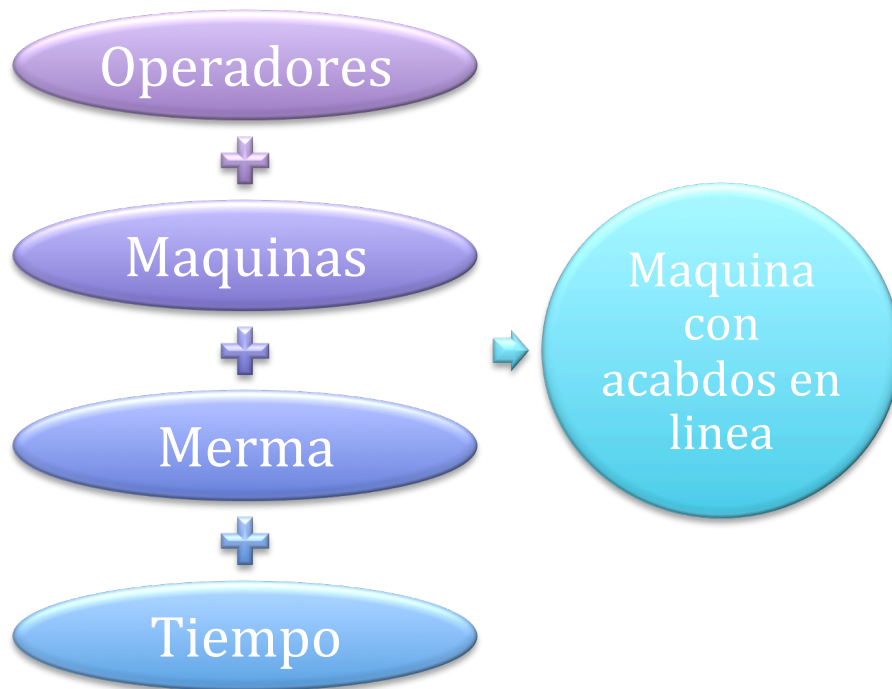 Operadores
Maquinas
Merma
Tiempo
Maquina
con
acabdos en
linea